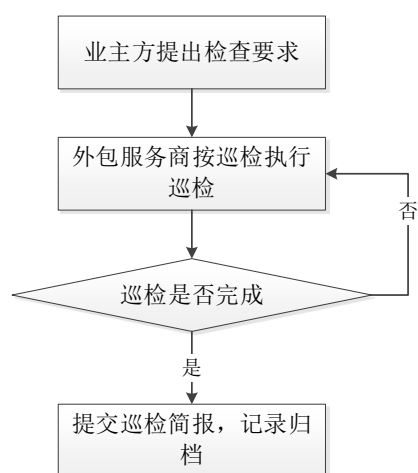 业主方提出检查要求
外包服务商按巡检执行
巡检
否
巡检是否完成
是
提交巡检简报，记录归
档